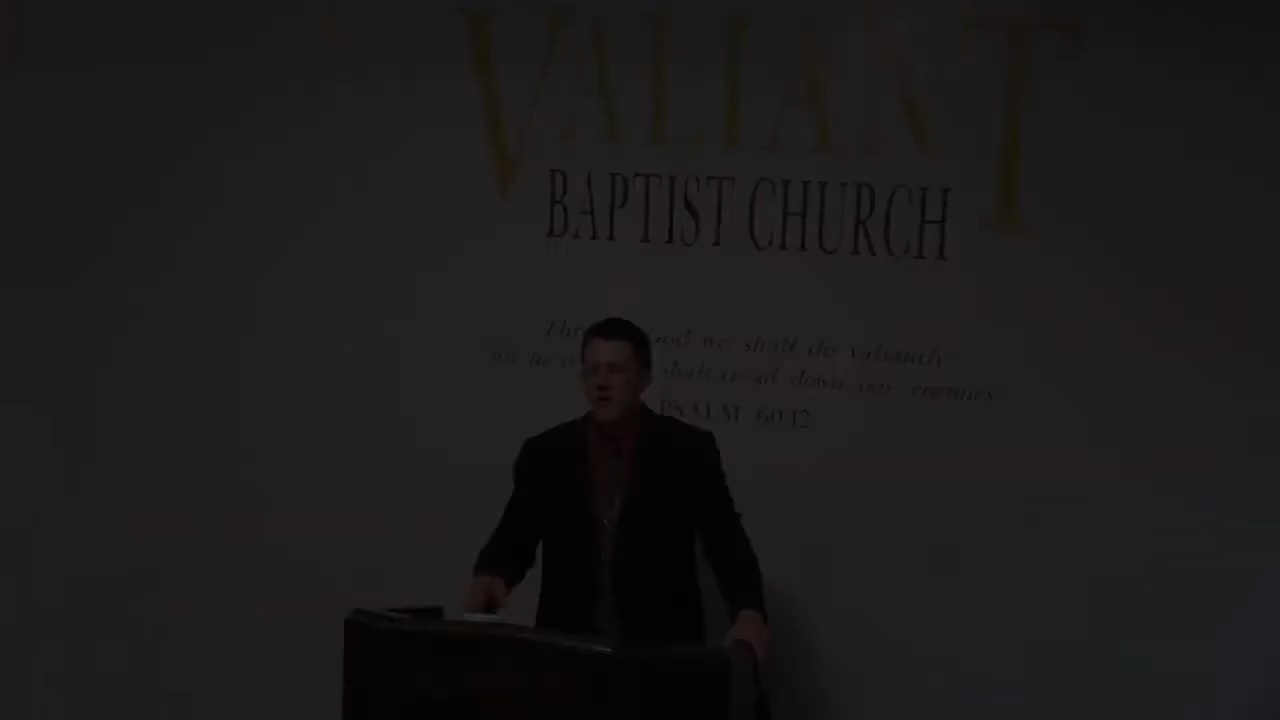 VALIANT
BAPTIST CHURCH
God we shall do valiantly
shall tread down our enemies
PSALM 60:12